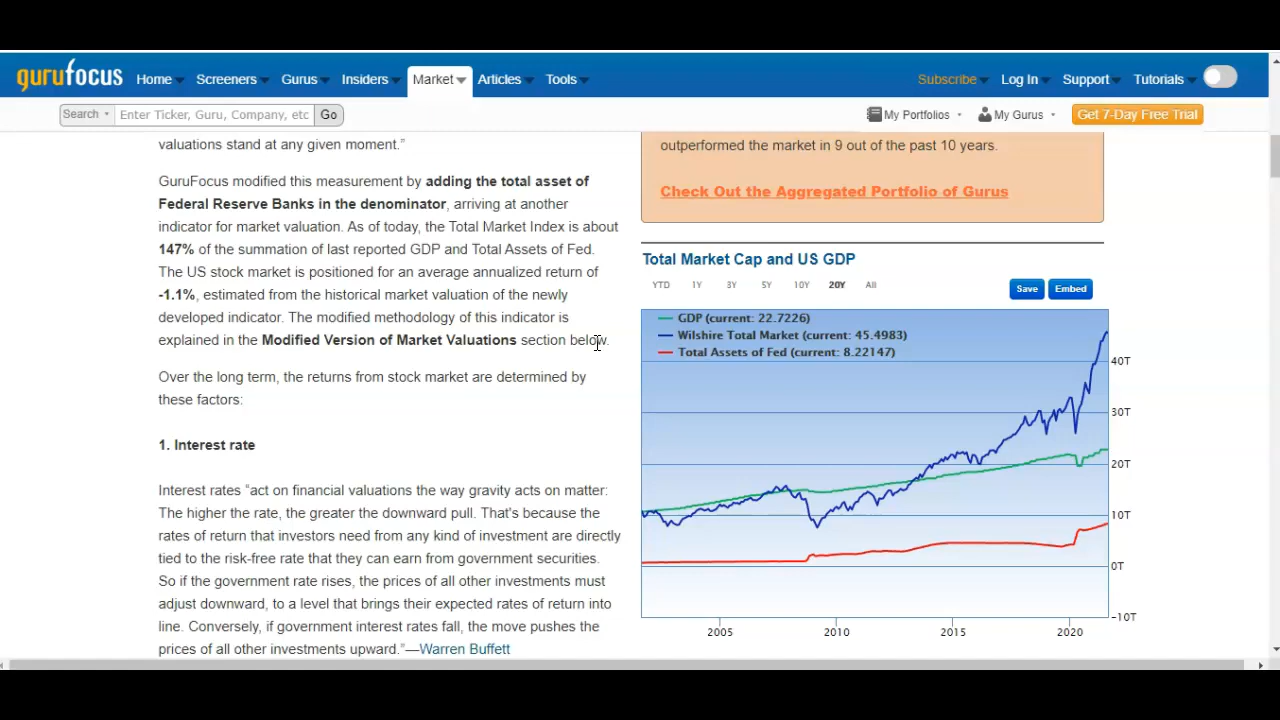 gurufocus
Home
Screeners
Gurus
Insiders
Market
Articles
Tools
Subscribe
Log In
Support
Tutorials
Search
Enter Ticker, Guru, Company, etc
Go
My Portfolios
My Gurus
Get 7-Day Free Trial
valuations stand at any given moment.”
GuruFocus modified this measurement by adding the total asset of
Federal Reserve Banks in the denominator, arriving at another
indicator for market valuation. As of today, the Total Market Index is about
147% of the summation of last reported GDP and Total Assets of Fed.
The US stock market is positioned for an average annualized return of
-1.1%, estimated from the historical market valuation of the newly
developed indicator. The modified methodology of this indicator is
explained in the Modified Version of Market Valuations section below.
Over the long term, the returns from stock market are determined by
these factors:
1. Interest rate
Interest rates “act on financial valuations the way gravity acts on matter:
The higher the rate, the greater the downward pull. That's because the
rates of return that investors need from any kind of investment are directly
tied to the risk-free rate that they can earn from government securities.
So if the government rate rises, the prices of all other investments must
adjust downward, to a level that brings their expected rates of return into
line. Conversely, if government interest rates fall, the move pushes the
prices of all other investments upward.”—Warren Buffett
outperformed the market in 9 out of the past 10 years.
Check Out the Aggregated Portfolio of Gurus
Total Market Cap and US GDP
YTD 1Y 3Y 5Y 10Y 20Y All
Save
Embed
GDP (current: 22.7226)
Wilshire Total Market (current: 45.4983)
Total Assets of Fed (current: 8.22147)
40T
30T
20T
10T
0T
-10T
2005 2010 2015 2020